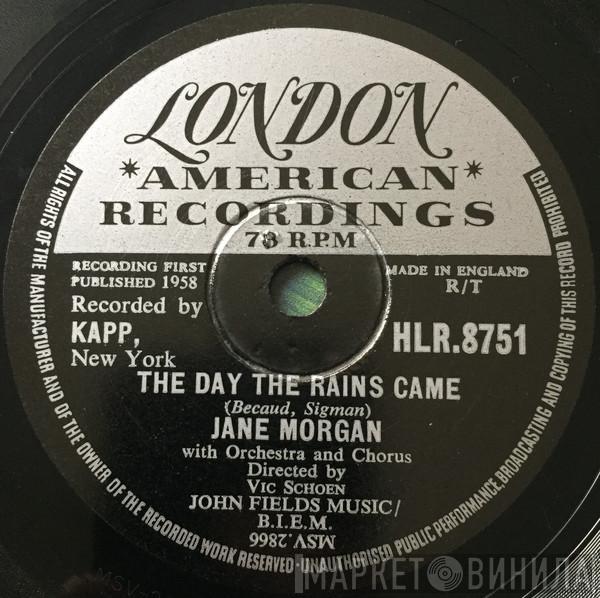 LONDON
*AMERICAN*
RECORDINGS
78 R.P.M
RECORDING FIRST
PUBLISHED 1958
MADE IN ENGLAND
R/T
Recorded by
KAPP,
New York
HLR.8751
THE DAY THE RAINS CAME
(Becaud, Sigman)
JANE MORGAN
with Orchestra and Chorus
Directed by
VIC SCHOEN
JOHN FIELDS MUSIC/
B.I.E.M.
MSV.2866
ALL RIGHTS OF THE MANUFACTURER AND OF THE OWNER OF THE RECORDED WORK RESERVED·UNAUTHORISED PUBLIC PERFORMANCE, BROADCASTING AND COPYING OF THIS RECORD PROHIBITED
МАРКЕТ ВИНИЛА